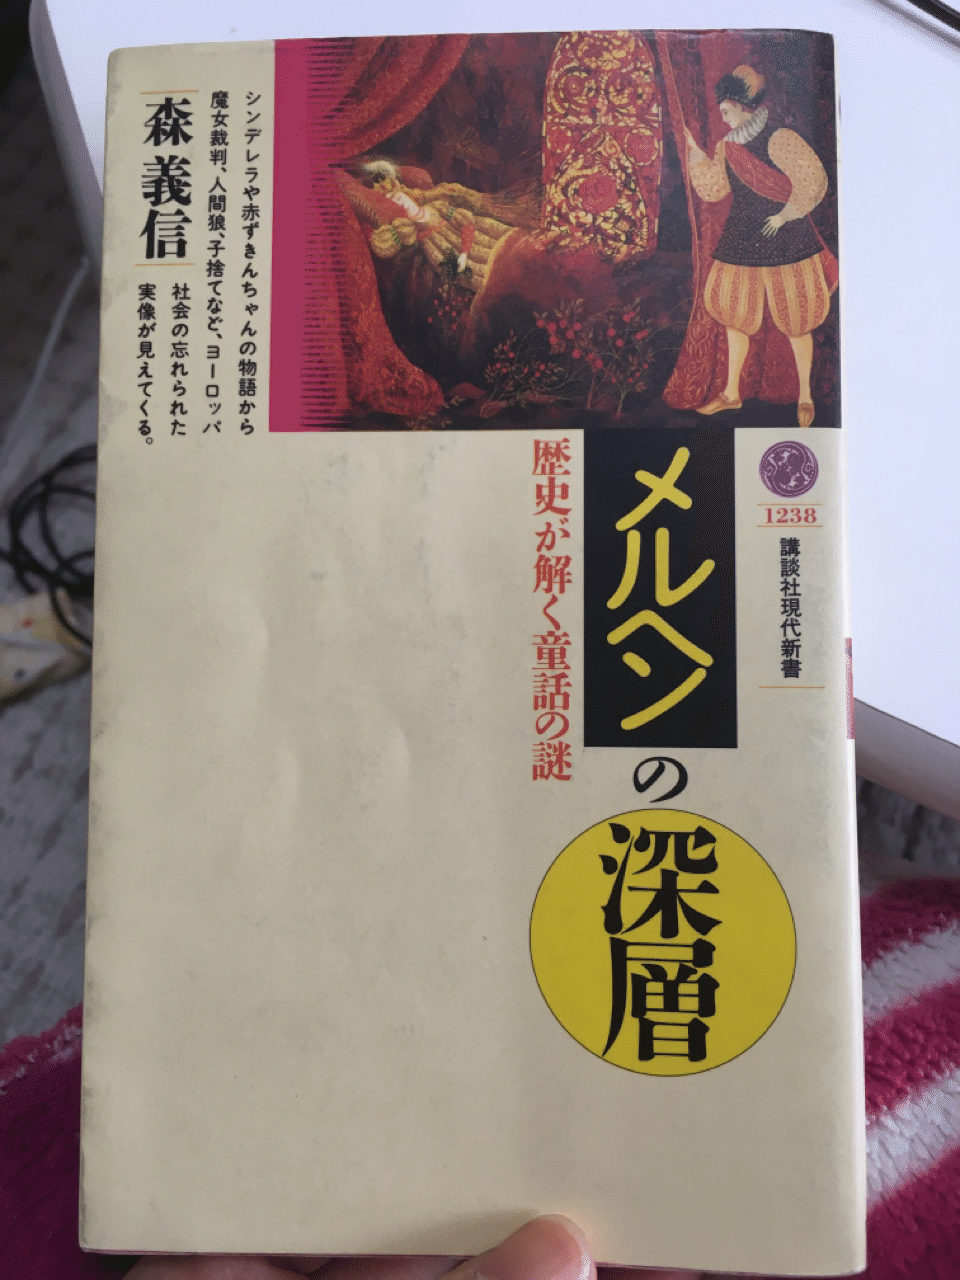 1238
講談社現代新書
メルヘンの深層
歴史が解く童話の謎
シンデレラや赤ずきんちゃんの物語から
魔女裁判、人間狼、子捨てなど、ヨーロッパ
社会の忘れられた
実像が見えてくる。
森 義信